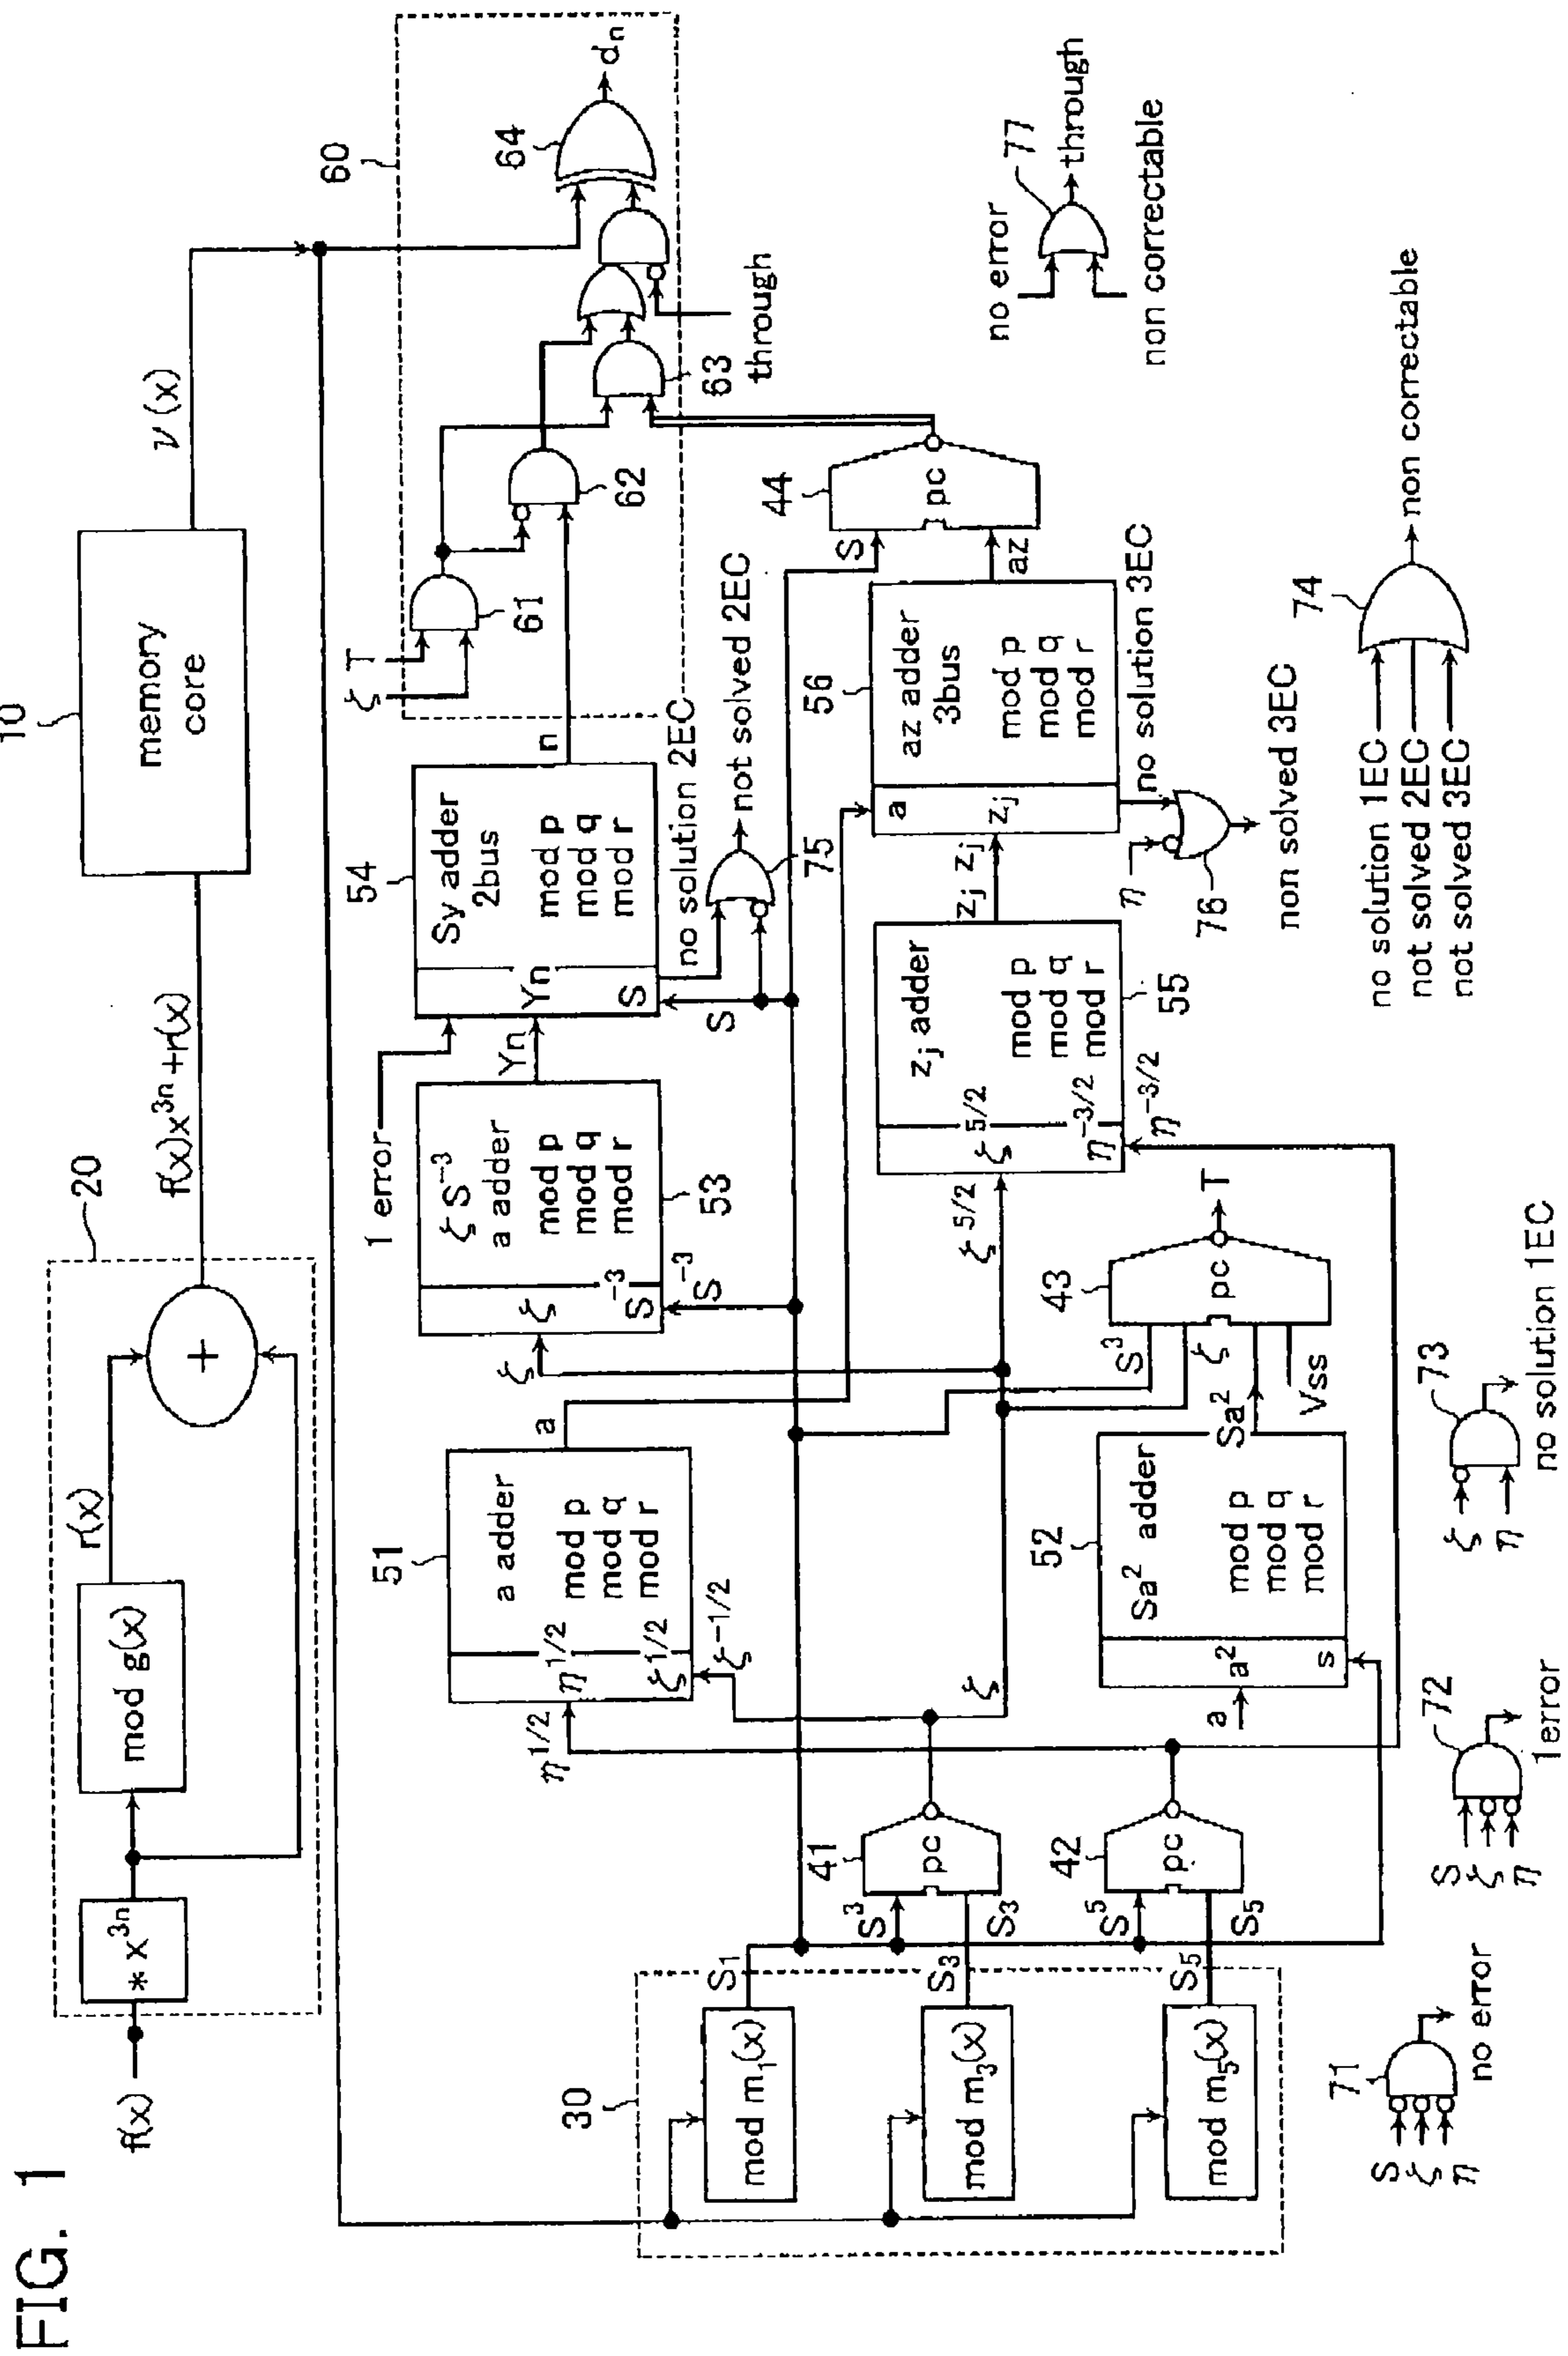 FIG. 1
f(x)
* x^3n
mod g(x)
r(x)
+
20
f(x)x^3n+r(x)
10
memory
core
ν(x)
60
ζ
T
61
62
63
64
dn
through
30
mod m1(x)
mod m3(x)
mod m5(x)
S1
S3
S5
S^3
S3
S^5
S5
41
pc
42
pc
η^1/2
ζ^-1/2
ζ
51
a adder
mod p
mod q
mod r
η^1/2
ζ^1/2
a
52
Sa^2 adder
mod p
mod q
mod r
a
a^2
s
Sa^2
S^3
ζ
Vss
43
pc
T
53
ζ S^-3
a adder
mod p
mod q
mod r
ζ
ζ
S^-3
S^-3
1 error
Yn
54
Sy adder
2bus
mod p
mod q
mod r
Yn
S
S
n
no solution 2EC
75
not solved 2EC
55
zj adder
mod p
mod q
mod r
ζ^5/2
ζ^5/2
η^-3/2
η^-3/2
zj
zj
56
az adder
3bus
mod p
mod q
mod r
a
zj
az
S
44
pc
no solution 3EC
η
76
non solved 3EC
71
S
ζ
η
no error
72
S
ζ
η
1error
73
ζ
η
no solution 1EC
74
no solution 1EC
not solved 2EC
not solved 3EC
non correctable
77
no error
non correctable
through